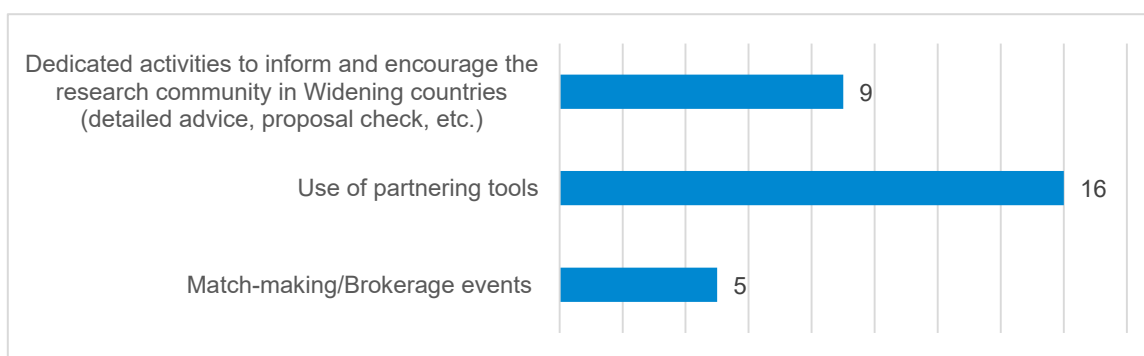 Dedicated activities to inform and encourage the
research community in Widening countries
(detailed advice, proposal check, etc.)
9
Use of partnering tools
16
Match-making/Brokerage events
5